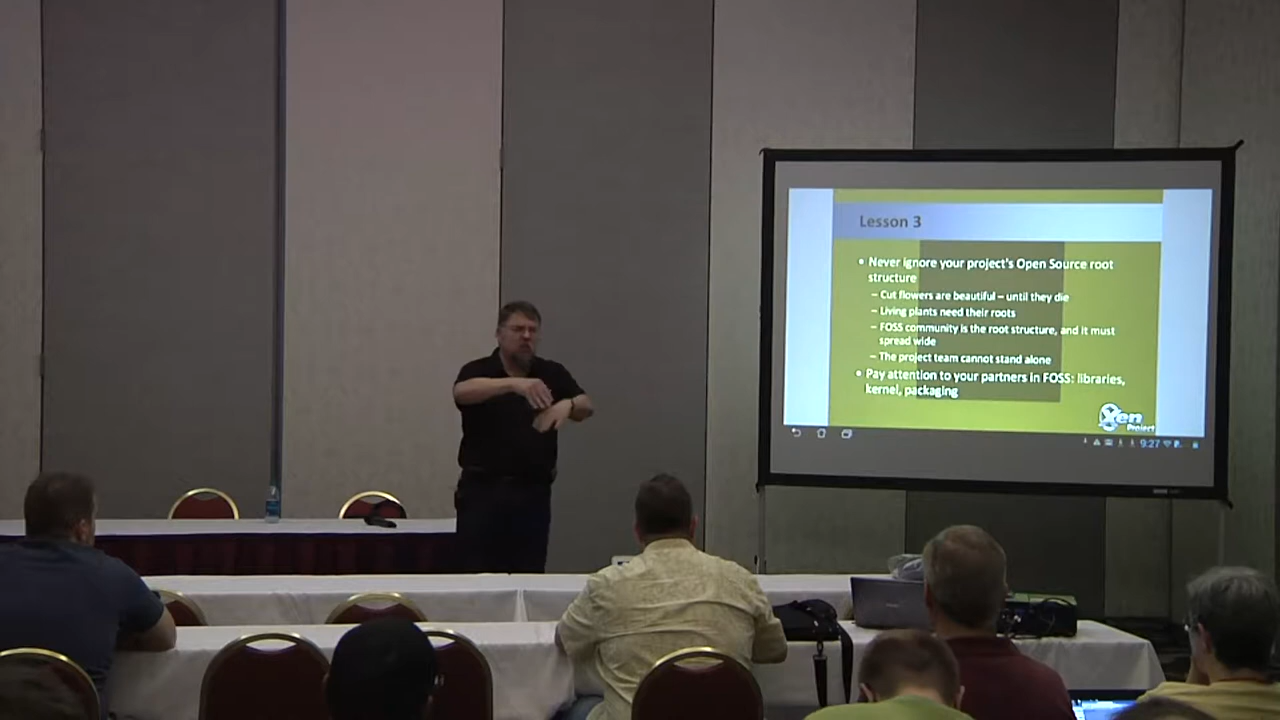 Lesson 3
• Never ignore your project's Open Source root
structure
– Cut flowers are beautiful – until they die
– Living plants need their roots
– FOSS community is the root structure, and it must
spread wide
– The project team cannot stand alone
• Pay attention to your partners in FOSS: libraries,
kernel, packaging
Xen
Project
9:27